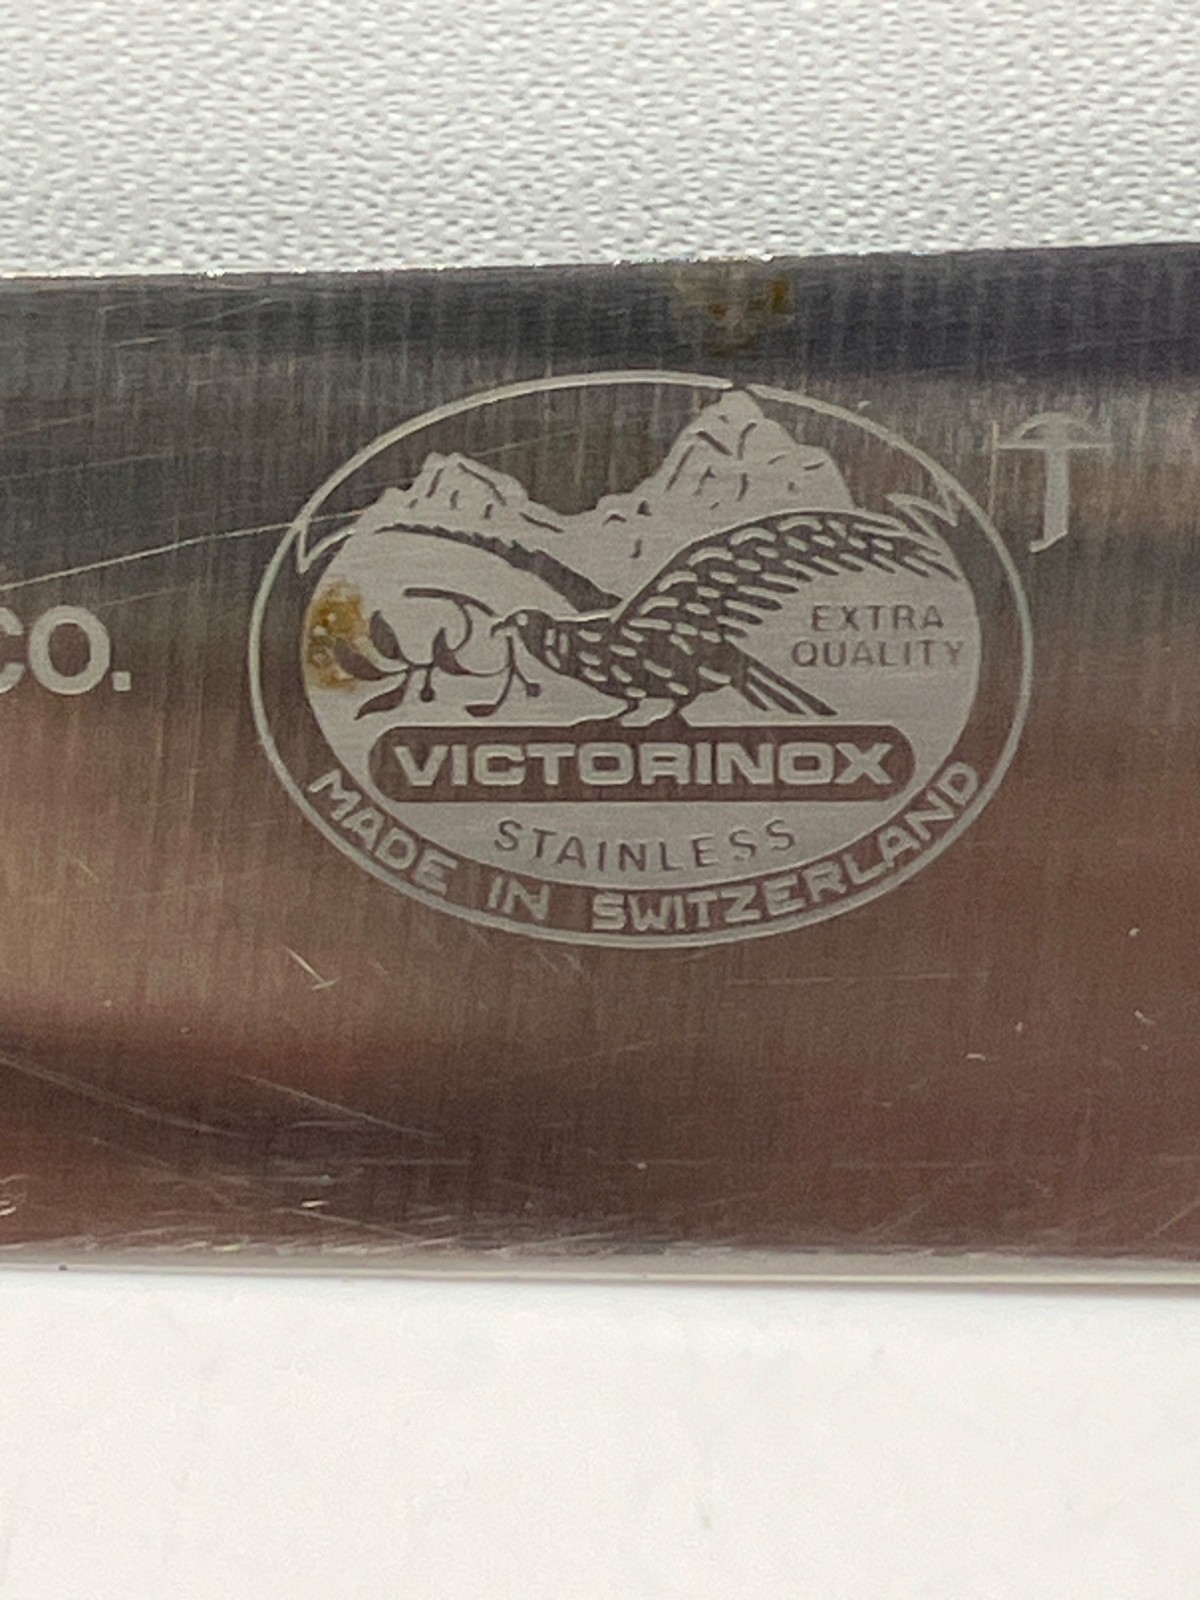 CO.
EXTRA
QUALITY
VICTORINOX
STAINLESS
MADE IN SWITZERLAND